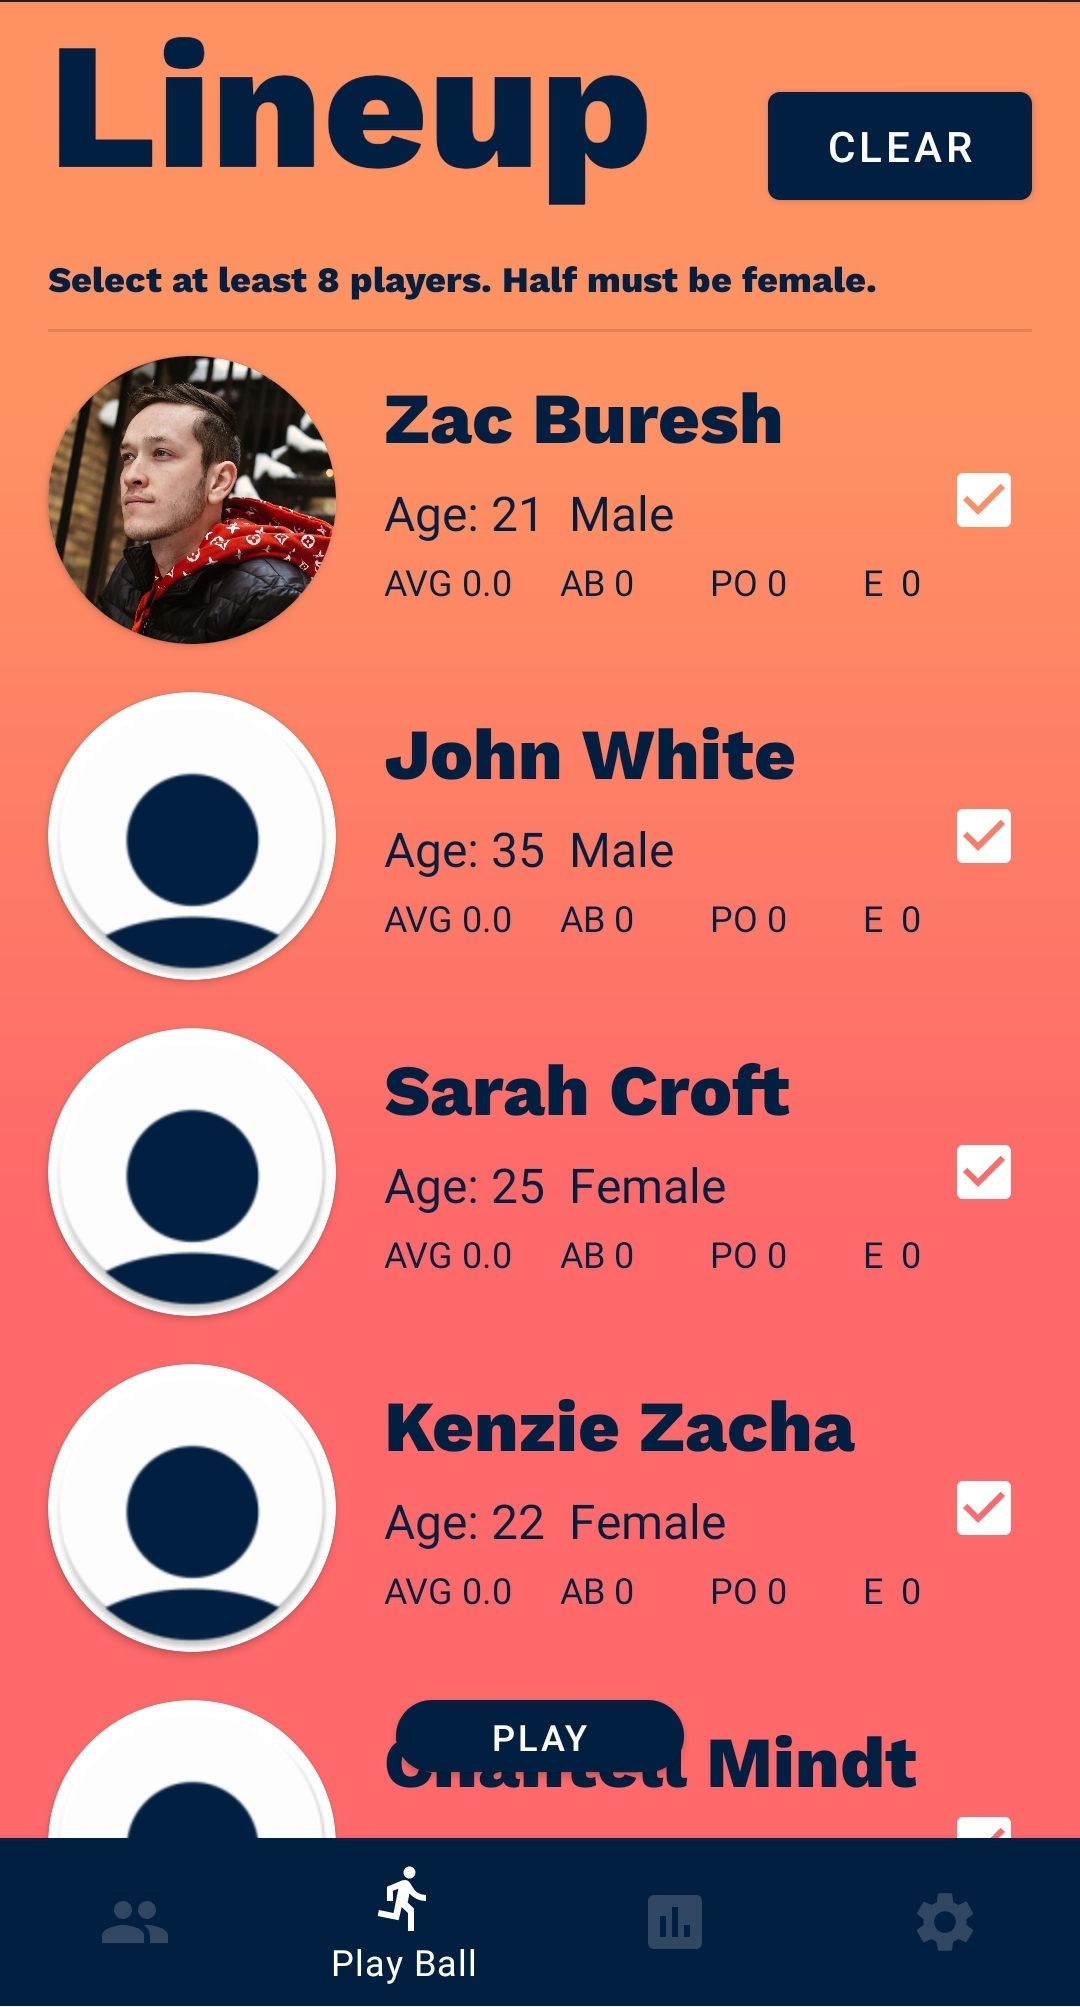 Lineup
CLEAR
Select at least 8 players. Half must be female.
Zac Buresh
Age: 21 Male
AVG 0.0 AB 0 PO 0 E 0
John White
Age: 35 Male
AVG 0.0 AB 0 PO 0 E 0
Sarah Croft
Age: 25 Female
AVG 0.0 AB 0 PO 0 E 0
Kenzie Zacha
Age: 22 Female
AVG 0.0 AB 0 PO 0 E 0
PLAY
Mindt
Play Ball